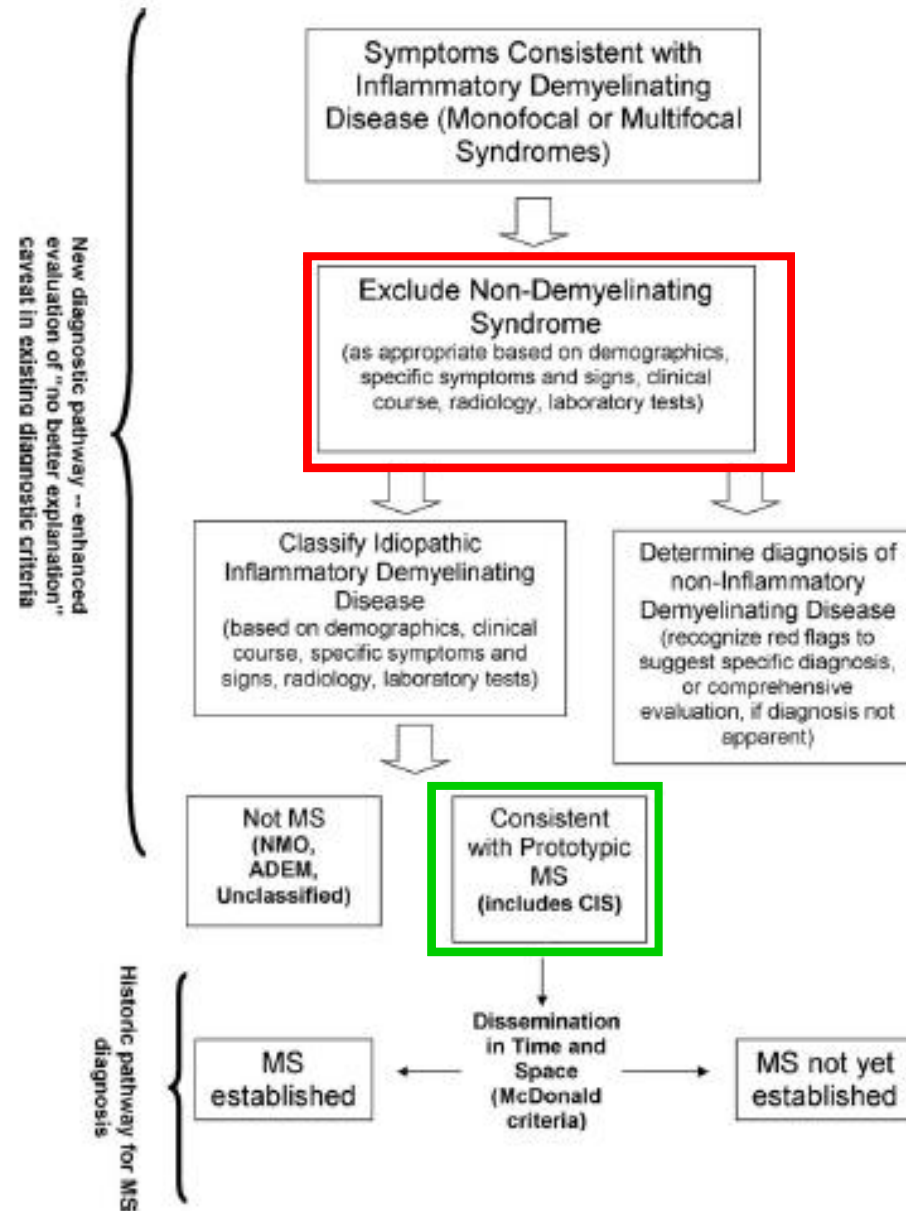 Symptoms Consistent with
Inflammatory Demyelinating
Disease (Monofocal or Multifocal
Syndromes)
New diagnostic pathway -- enhanced
evaluation of "no better explanation"
caveat in existing diagnostic criteria
Exclude Non-Demyelinating
Syndrome
(as appropriate based on demographics,
specific symptoms and signs, clinical
course, radiology, laboratory tests)
Classify Idiopathic
Inflammatory Demyelinating
Disease
(based on demographics, clinical
course, specific symptoms and
signs, radiology, laboratory tests)
Determine diagnosis of
non-Inflammatory
Demyelinating Disease
(recognize red flags to
suggest specific diagnosis,
or comprehensive
evaluation, if diagnosis not
apparent)
Not MS
(NMO,
ADEM,
Unclassified)
Consistent
with Prototypic
MS
(includes CIS)
Historic pathway for MS
diagnosis
MS
established
Dissemination
in Time and
Space
(McDonald
criteria)
MS not yet
established